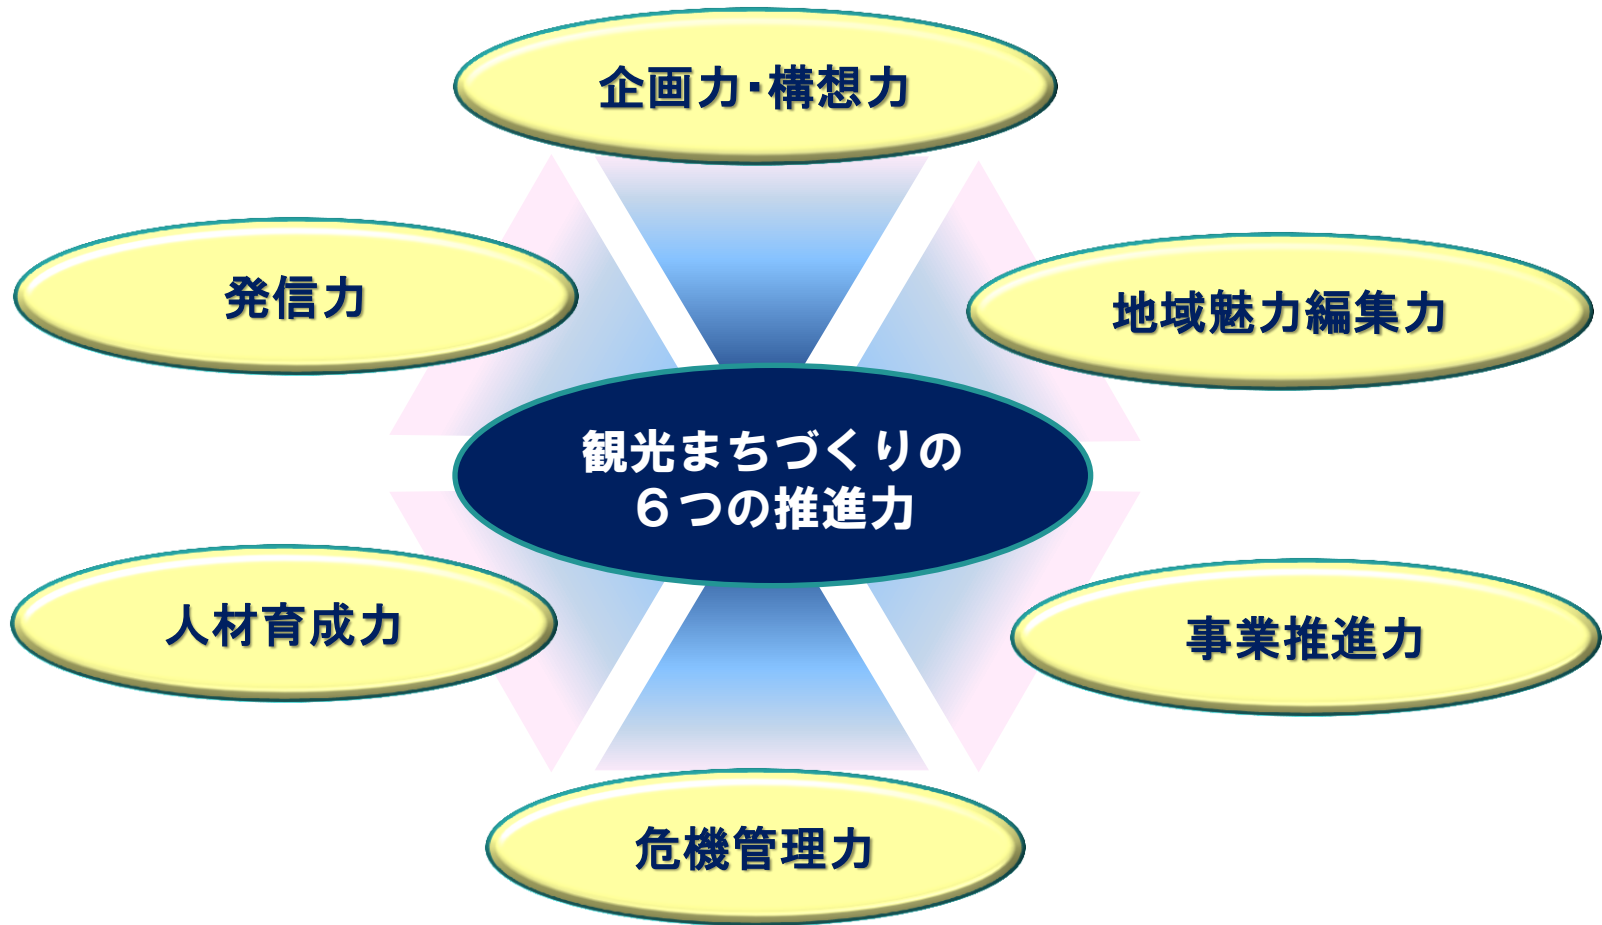 企画力・構想力
発信力
地域魅力編集力
観光まちづくりの
６つの推進力
人材育成力
事業推進力
危機管理力